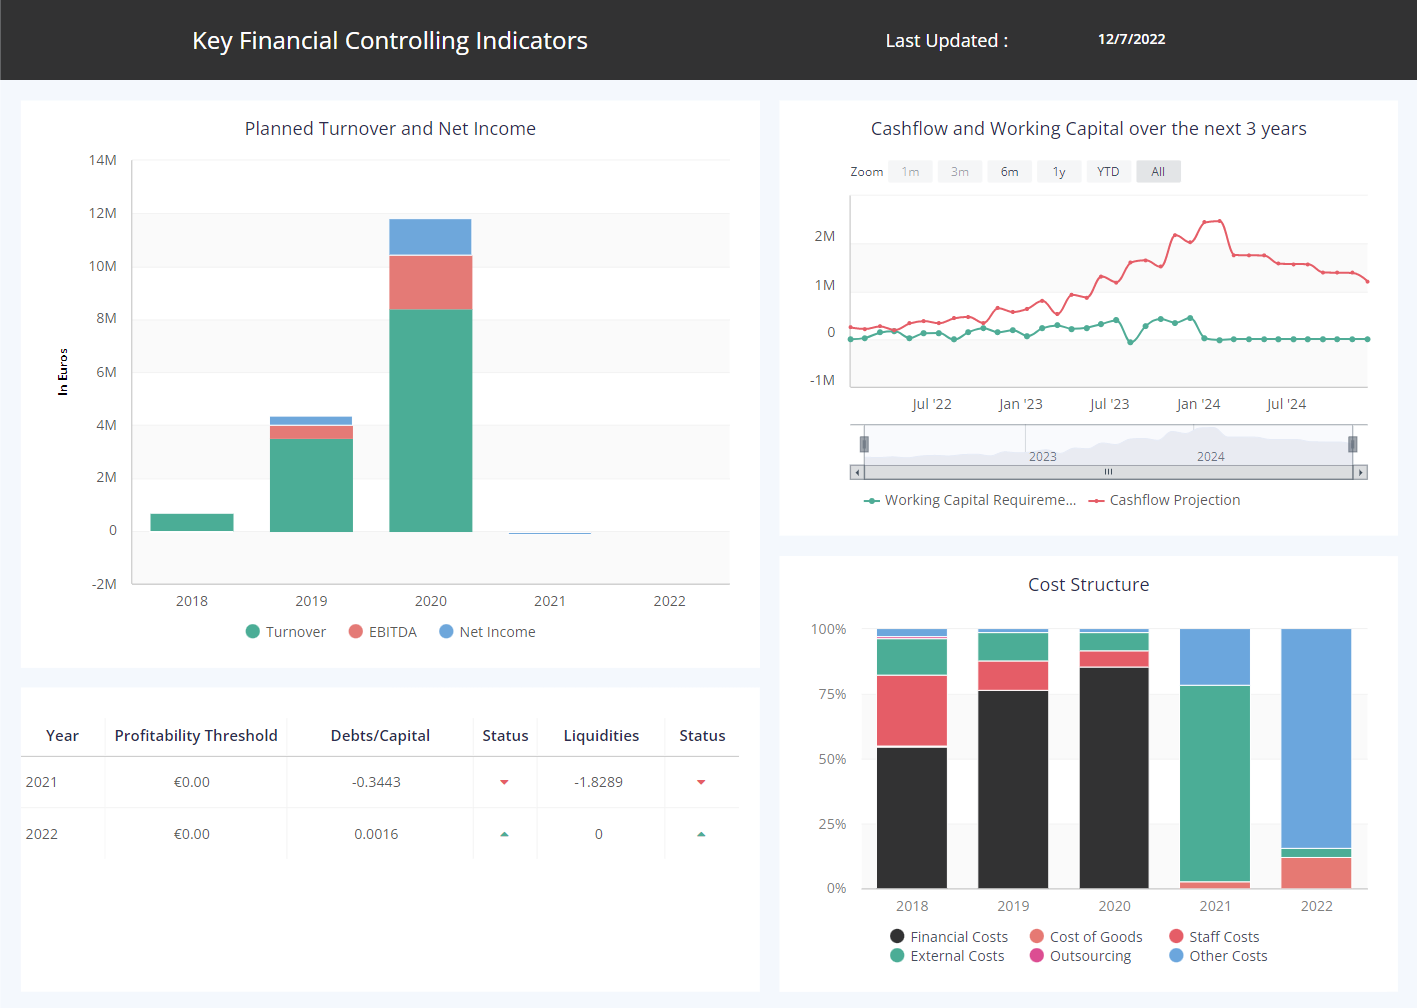 Key Financial Controlling Indicators
Last Updated :
12/7/2022
Planned Turnover and Net Income
14M
12M
10M
8M
6M
4M
2M
0
-2M
In Euros
2018 2019 2020 2021 2022
Turnover EBITDA Net Income
Cashflow and Working Capital over the next 3 years
Zoom 1m 3m 6m 1y YTD All
2M
1M
0
-1M
Jul '22 Jan '23 Jul '23 Jan '24 Jul '24
2023 2024
Working Capital Requireme... Cashflow Projection
Year Profitability Threshold Debts/Capital Status Liquidities Status
2021 €0.00 -0.3443 -1.8289
2022 €0.00 0.0016 0
Cost Structure
100%
75%
50%
25%
0%
2018 2019 2020 2021 2022
Financial Costs Cost of Goods Staff Costs
External Costs Outsourcing Other Costs